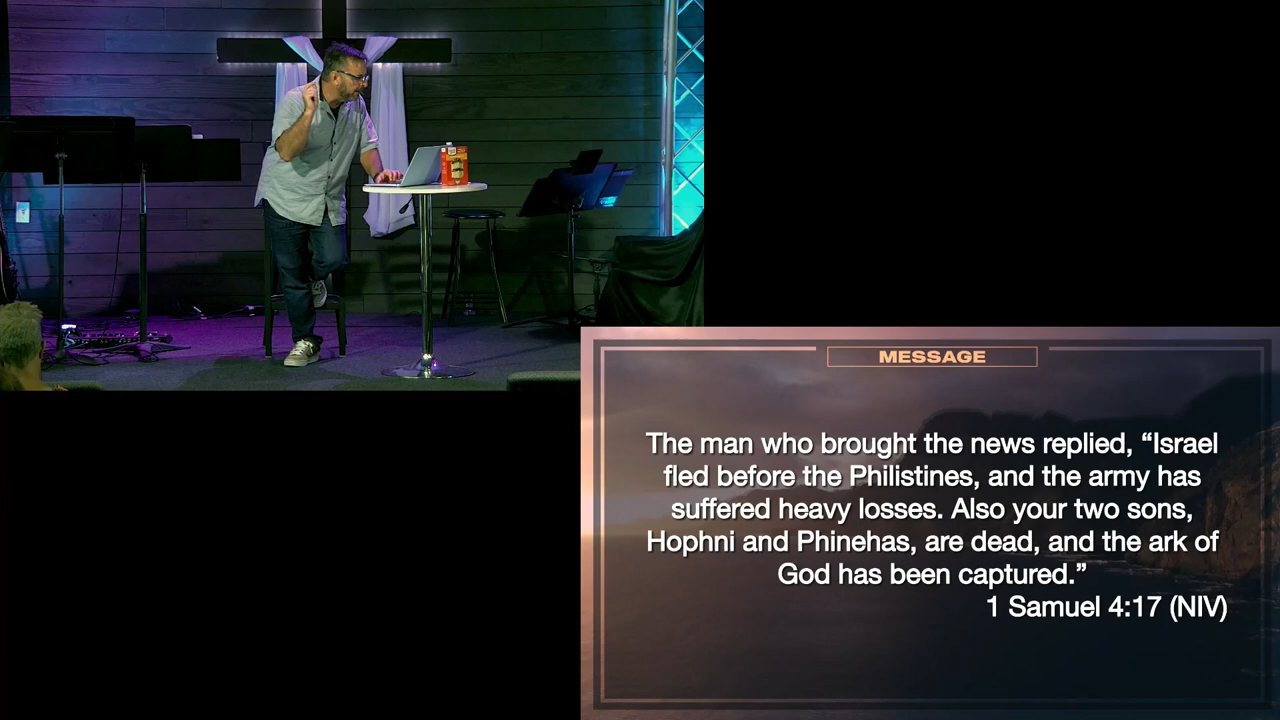 MESSAGE
The man who brought the news replied, “Israel
fled before the Philistines, and the army has
suffered heavy losses. Also your two sons,
Hophni and Phinehas, are dead, and the ark of
God has been captured.”
1 Samuel 4:17 (NIV)